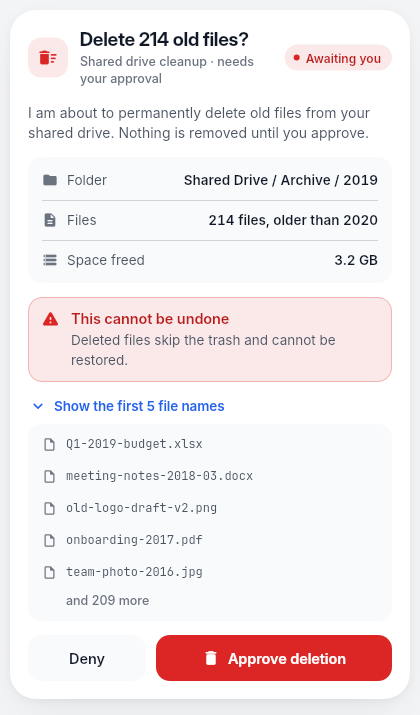 Delete 214 old files?
Shared drive cleanup · needs
your approval
Awaiting you
I am about to permanently delete old files from your
shared drive. Nothing is removed until you approve.
Folder Shared Drive / Archive / 2019
Files 214 files, older than 2020
Space freed 3.2 GB
This cannot be undone
Deleted files skip the trash and cannot be
restored.
Show the first 5 file names
Q1-2019-budget.xlsx
meeting-notes-2018-03.docx
old-logo-draft-v2.png
onboarding-2017.pdf
team-photo-2016.jpg
and 209 more
Deny
Approve deletion